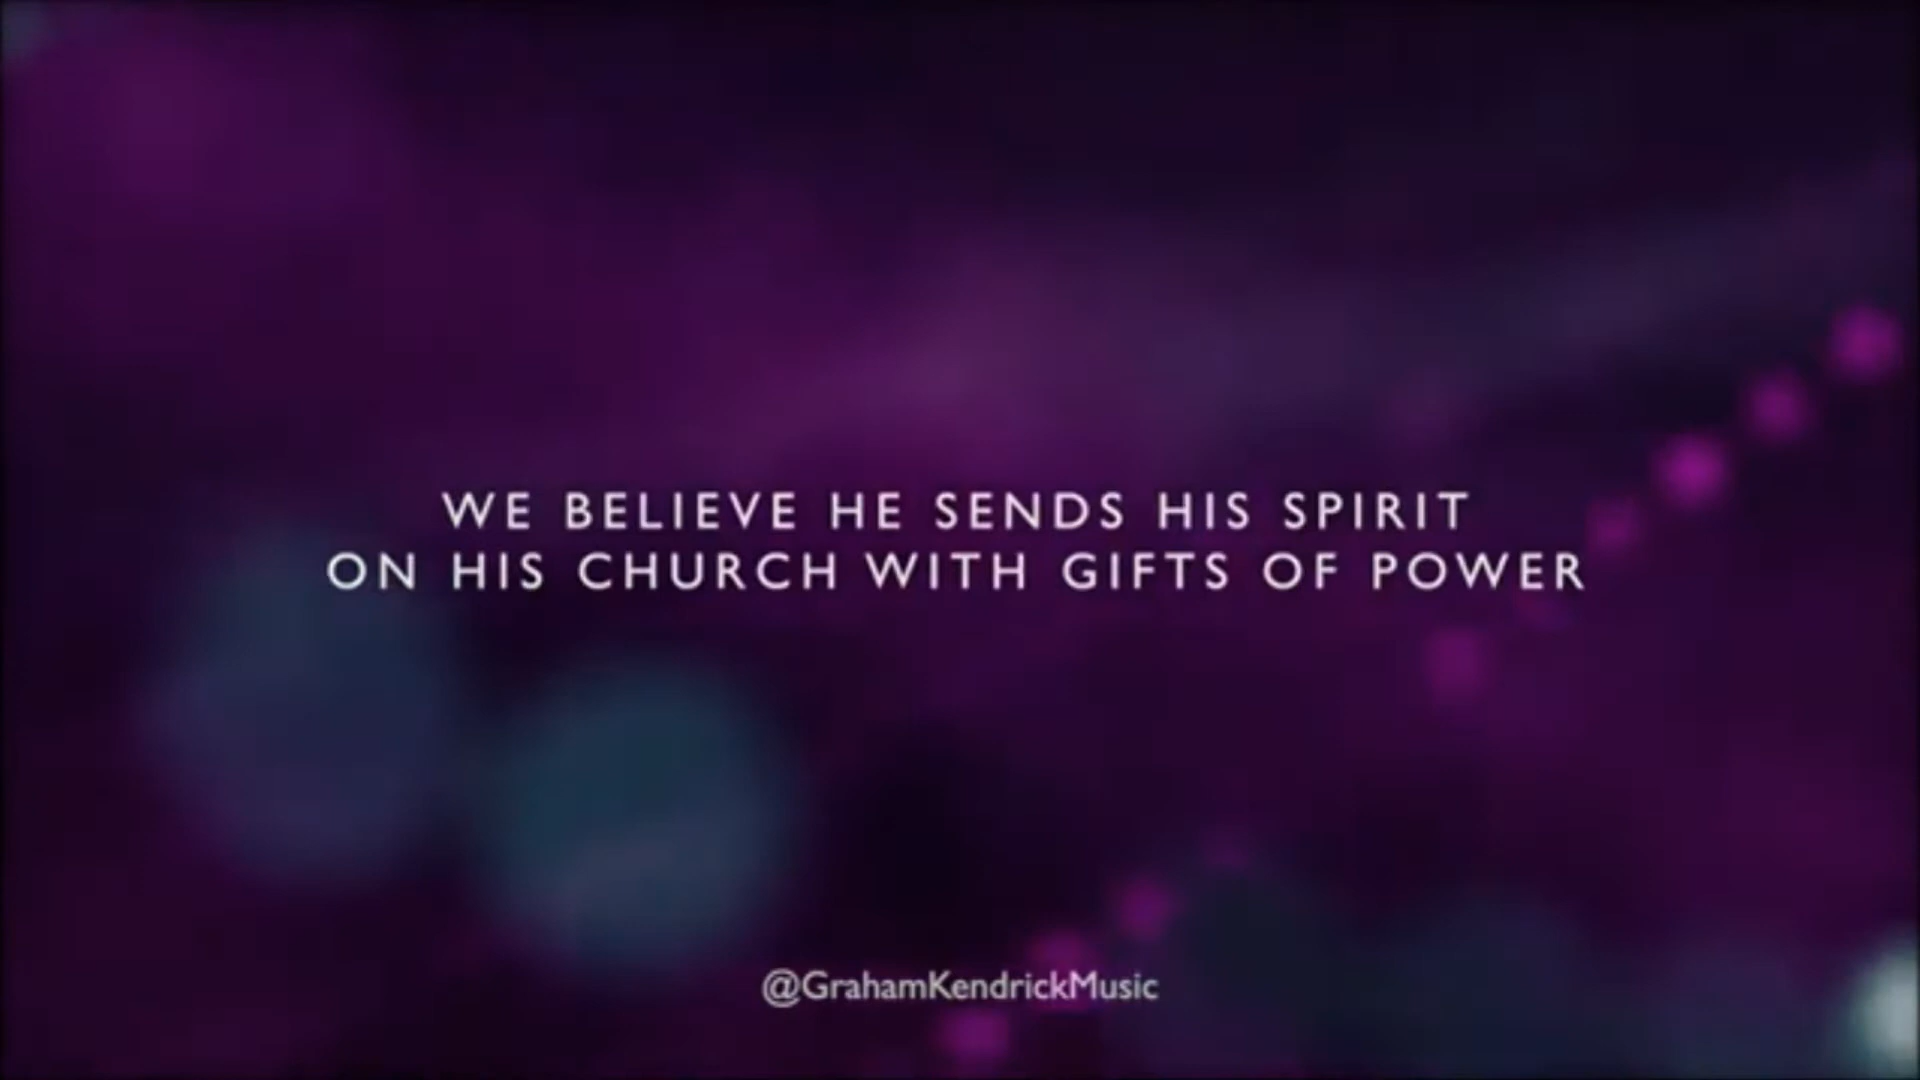 WE BELIEVE HE SENDS HIS SPIRIT
ON HIS CHURCH WITH GIFTS OF POWER
@GrahamKendrickMusic